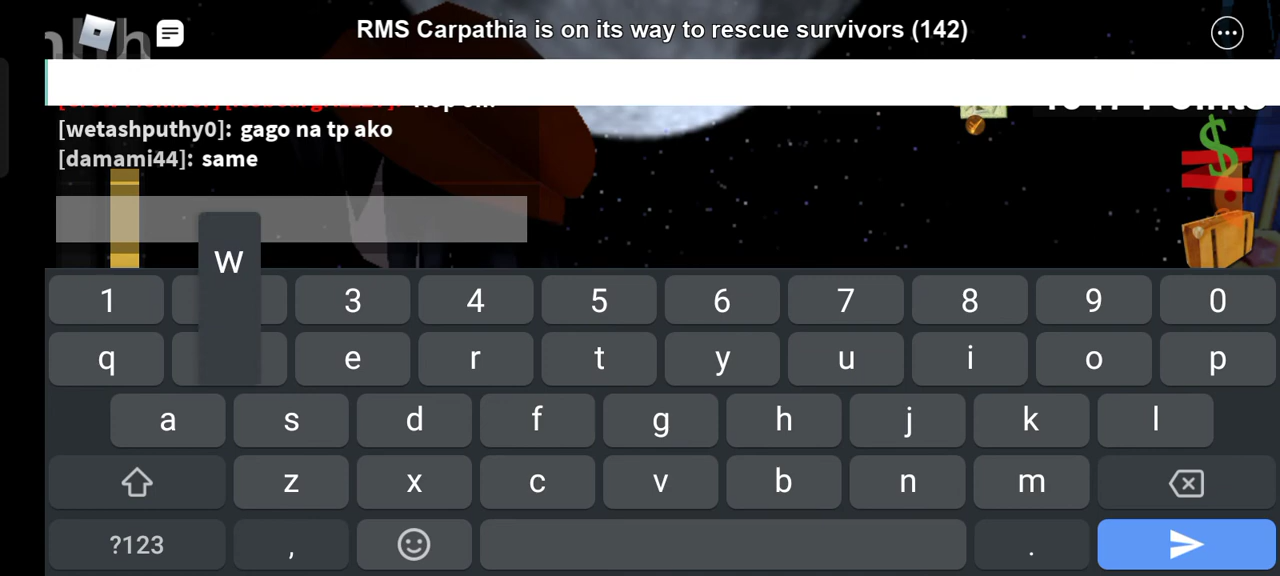 RMS Carpathia is on its way to rescue survivors (142)
[wetashputhy0]: gago na tp ako
[damami44]: same
W
1 3 4 5 6 7 8 9 0
q e r t y u i o p
a s d f g h j k l
z x c v b n m
?123 , .